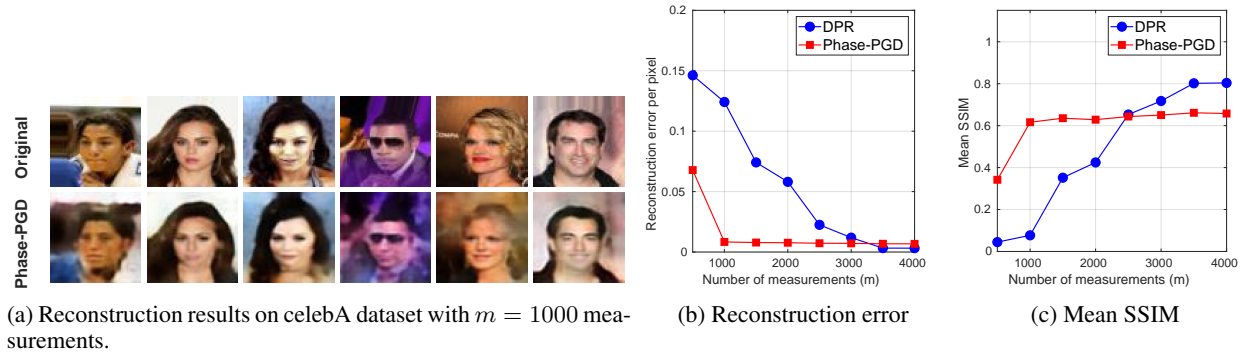 Original
Phase-PGD
(a) Reconstruction results on celebA dataset with m = 1000 mea-
surements.
0.2
0.15
0.1
0.05
0
Reconstruction error per pixel
DPR
Phase-PGD
1000 2000 3000 4000
Number of measurements (m)
(b) Reconstruction error
1
0.8
0.6
0.4
0.2
0
Mean SSIM
DPR
Phase-PGD
1000 2000 3000 4000
Number of measurements (m)
(c) Mean SSIM